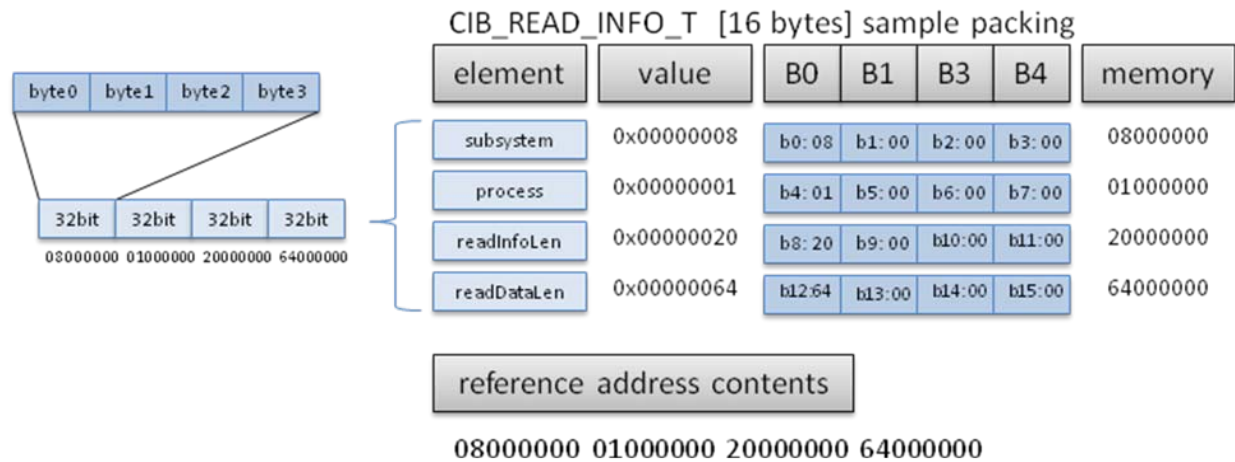 CIB_READ_INFO_T [16 bytes] sample packing
element value B0 B1 B3 B4 memory
byte0 byte1 byte2 byte3
subsystem 0x00000008 b0:08 b1:00 b2:00 b3:00 08000000
process 0x00000001 b4:01 b5:00 b6:00 b7:00 01000000
32bit 32bit 32bit 32bit
readInfoLen 0x00000020 b8:20 b9:00 b10:00 b11:00 20000000
08000000 01000000 20000000 64000000
readDataLen 0x00000064 b12:64 b13:00 b14:00 b15:00 64000000
reference address contents
08000000 01000000 20000000 64000000